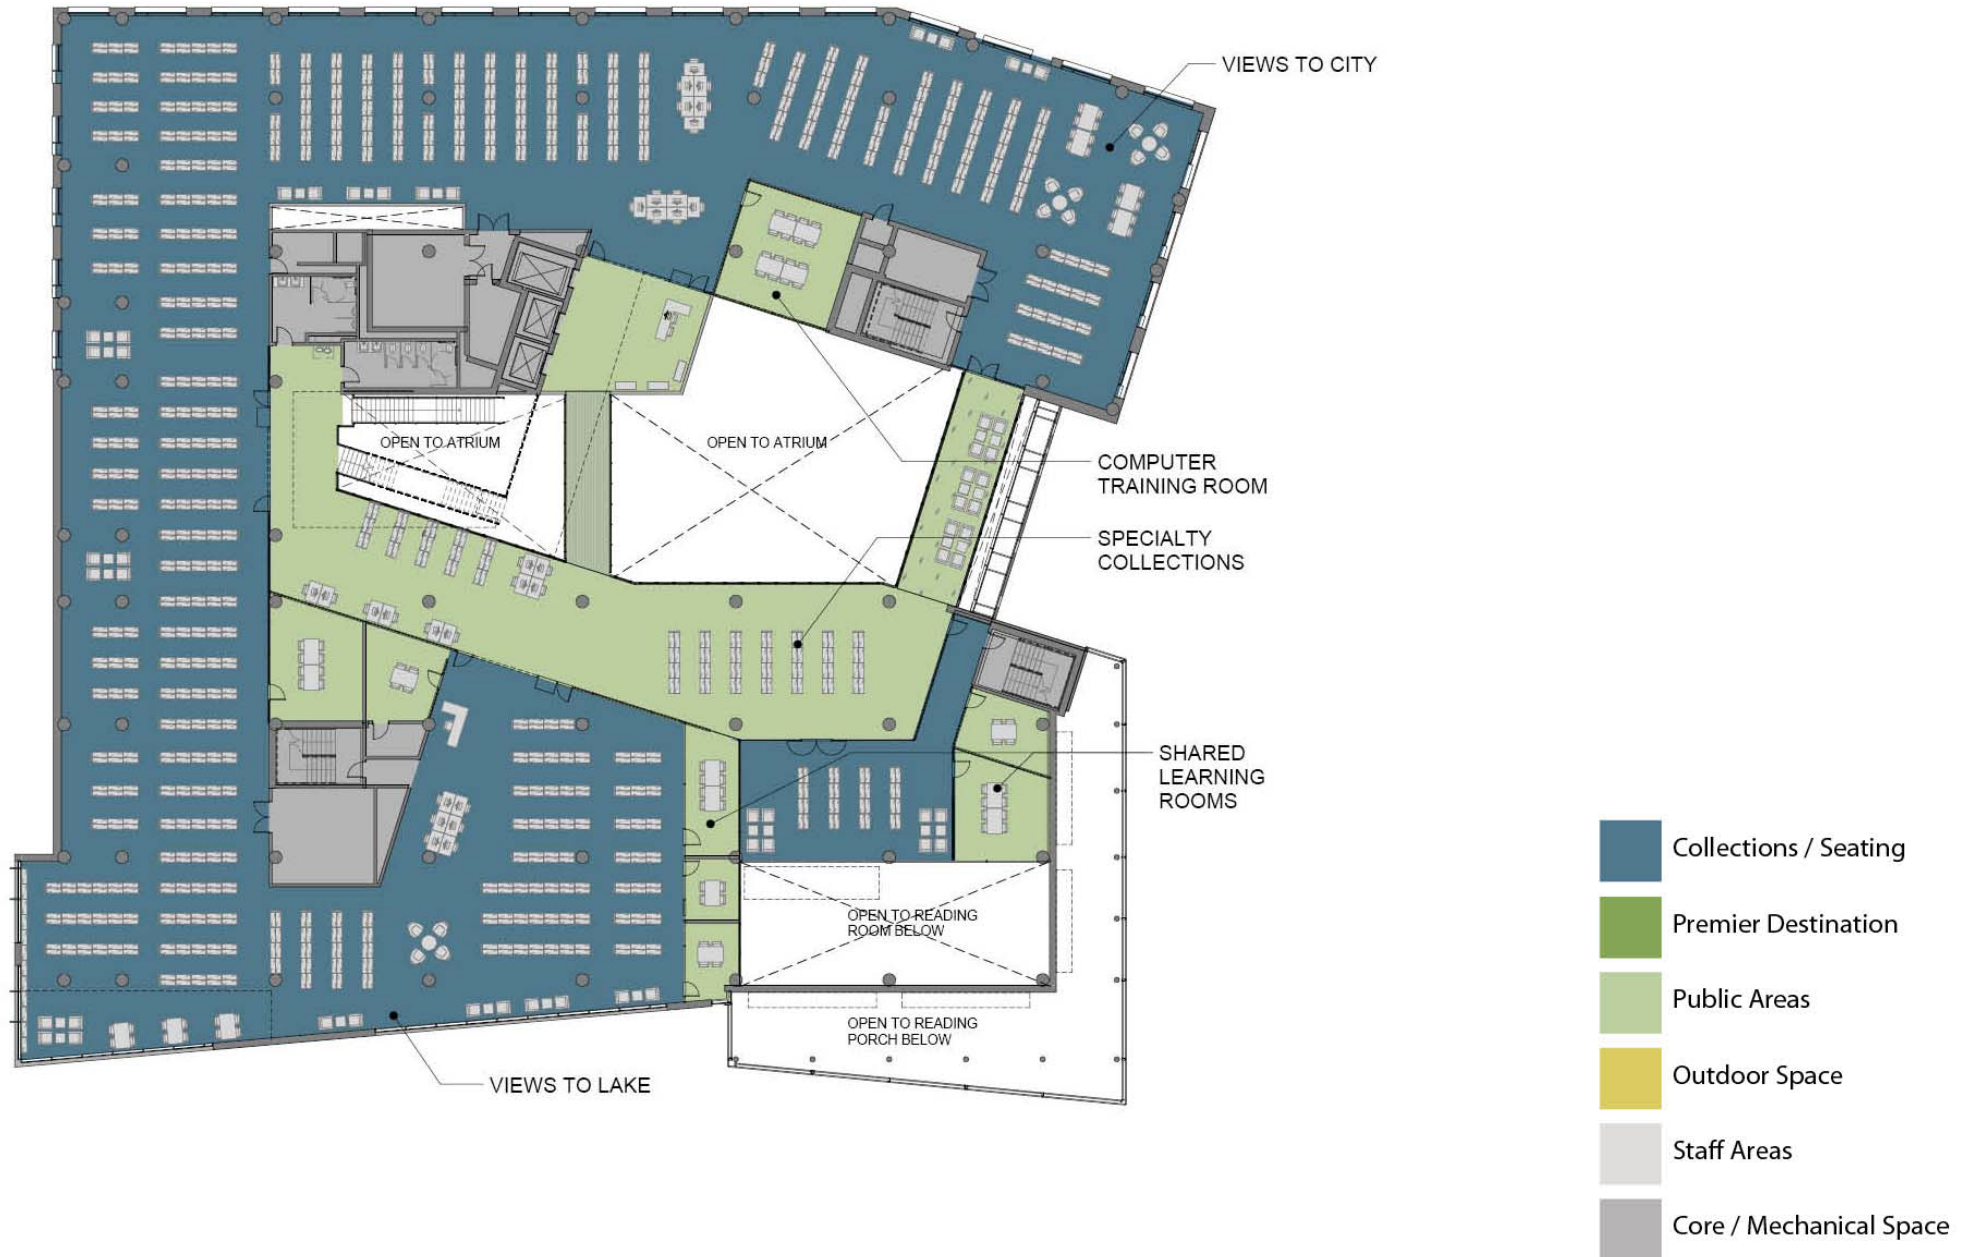 VIEWS TO CITY
OPEN TO ATRIUM
OPEN TO ATRIUM
COMPUTER
TRAINING ROOM
SPECIALTY
COLLECTIONS
SHARED
LEARNING
ROOMS
OPEN TO READING
ROOM BELOW
OPEN TO READING
PORCH BELOW
VIEWS TO LAKE
Collections / Seating
Premier Destination
Public Areas
Outdoor Space
Staff Areas
Core / Mechanical Space